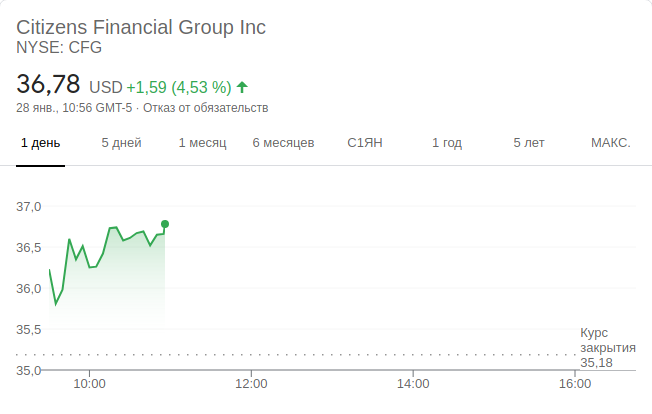 Citizens Financial Group Inc
NYSE: CFG
36,78 USD +1,59 (4,53 %)
28 янв., 10:56 GMT-5 · Отказ от обязательств
1 день 5 дней 1 месяц 6 месяцев С1ЯН 1 год 5 лет МАКС.
37,0
36,5
36,0
35,5
Курс
закрытия
35,18
35,0
10:00 12:00 14:00 16:00